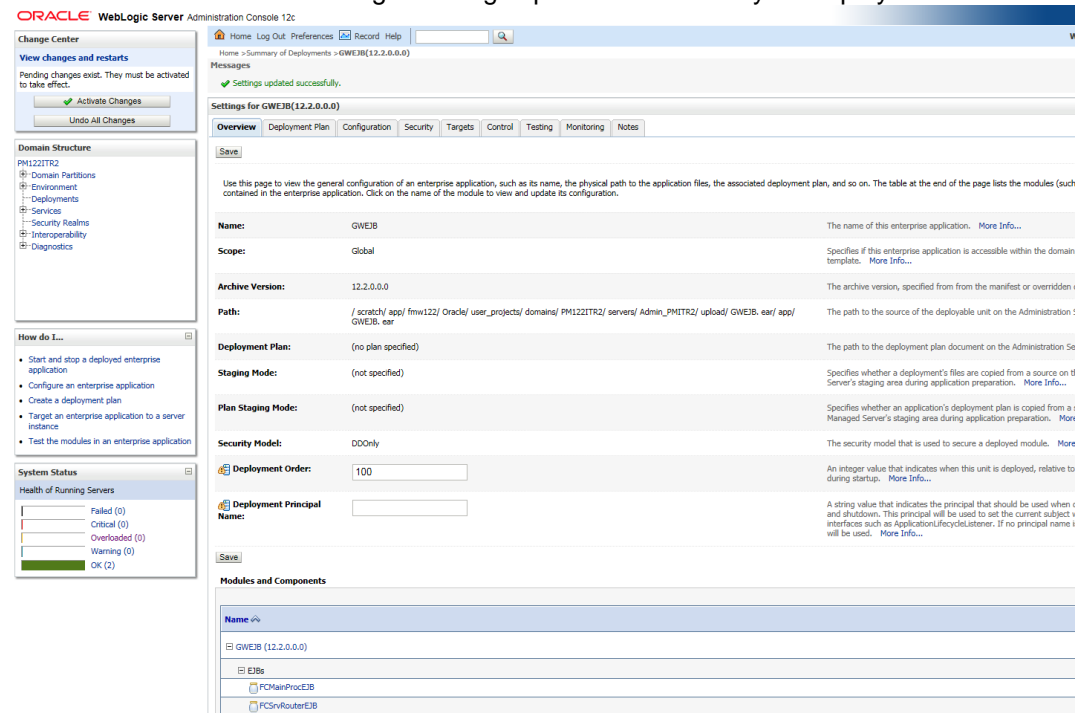 ORACLE WebLogic Server Administration Console 12c
Change Center
View changes and restarts
Pending changes exist. They must be activated
to take effect.
Activate Changes
Undo All Changes
Domain Structure
PM122ITR2
Domain Partitions
Environment
Deployments
Services
Security Realms
Interoperability
Diagnostics
How do I...
Start and stop a deployed enterprise
application
Configure an enterprise application
Create a deployment plan
Target an enterprise application to a server
instance
Test the modules in an enterprise application
System Status
Health of Running Servers
Failed (0)
Critical (0)
Overloaded (0)
Warning (0)
OK (2)
Home Log Out Preferences Record Help
Home >Summary of Deployments >GWEJB(12.2.0.0.0)
Messages
Settings updated successfully.
Settings for GWEJB(12.2.0.0.0)
Overview Deployment Plan Configuration Security Targets Control Testing Monitoring Notes
Save
Use this page to view the general configuration of an enterprise application, such as its name, the physical path to the application files, the associated deployment plan, and so on. The table at the end of the page lists the modules (such
contained in the enterprise application. Click on the name of the module to view and update its configuration.
Name: GWEJB The name of this enterprise application. More Info...
Scope: Global Specifies if this enterprise application is accessible within the domain
template. More Info...
Archive Version: 12.2.0.0.0 The archive version, specified from from the manifest or overridden
Path: / scratch/ app/ fmw122/ Oracle/ user_projects/ domains/ PM122ITR2/ servers/ Admin_PMITR2/ upload/ GWEJB. ear/ app/ The path to the source of the deployable unit on the Administration
GWEJB. ear
Deployment Plan: (no plan specified) The path to the deployment plan document on the Administration Se
Staging Mode: (not specified) Specifies whether a deployment's files are copied from a source on
Server's staging area during application preparation. More Info...
Plan Staging Mode: (not specified) Specifies whether an application's deployment plan is copied from a
Managed Server's staging area during application preparation. More
Security Model: DDOnly The security model that is used to secure a deployed module. More
Deployment Order: 100 An integer value that indicates when this unit is deployed, relative to
during startup. More Info...
Deployment Principal A string value that indicates the principal that should be used when
Name: and shutdown. This principal will be used to set the current subject
interfaces such as ApplicationLifecycleListener. If no principal name
will be used. More Info...
Save
Modules and Components
Name
GWEJB (12.2.0.0.0)
EJBs
FCMainProcEJB
FCSrvRouterEJB